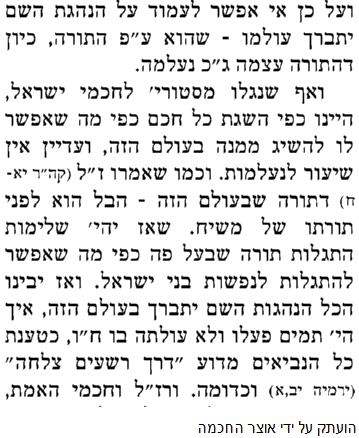 ועל כן אי אפשר לעמוד על הנהגת השם
יתברך עולמו - שהוא ע״פ התורה, כיון
דהתורה עצמה ג״כ נעלמה.
ואף שנגלו מסטורי׳ לחכמי ישראל,
היינו כפי השגת כל חכם כפי מה שאפשר
לו להשיג ממנה בעולם הזה, ועדיין אין
שיעור לנעלמות. וכמו שאמרו ז״ל (קה״ר יא-
ח) דתורה שבעולם הזה - הבל הוא לפני
תורתו של משיח. שאז יהי׳ שלימות
התגלות תורה שבעל פה כפי מה שאפשר
להתגלות לנפשות בני ישראל. ואז יבינו
הכל הנהגות השם יתברך בעולם הזה, איך
הי׳ תמים פעלו ולא עולתה בו ח״ו, כטענת
כל הנביאים מדוע ״דרך רשעים צלחה״
(ירמיה יב,א) וכדומה. ורז״ל וחכמי האמת,
הועתק על ידי אוצר החכמה